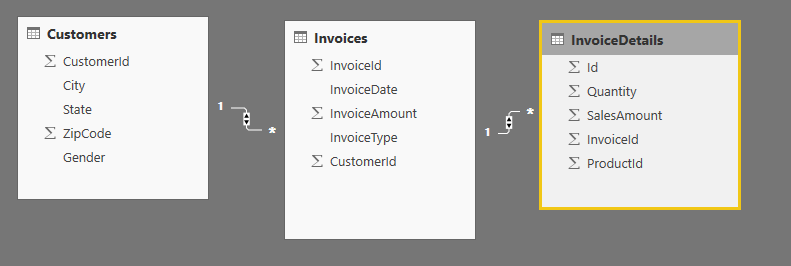 Customers
CustomerId
City
State
ZipCode
Gender
1
*
Invoices
InvoiceId
InvoiceDate
InvoiceAmount
InvoiceType
CustomerId
1
*
InvoiceDetails
Id
Quantity
SalesAmount
InvoiceId
ProductId